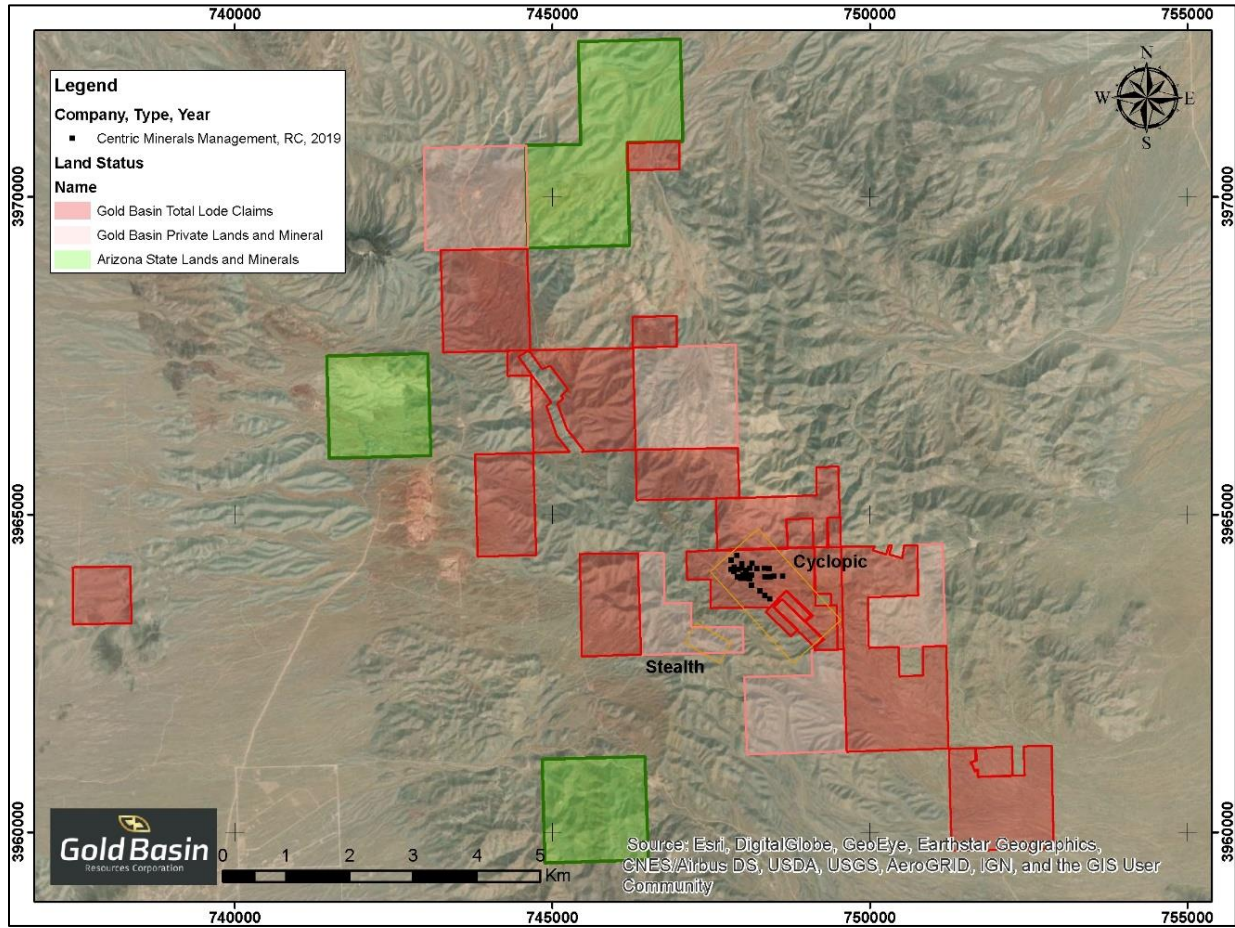 740000 745000 750000 755000
Legend
Company, Type, Year
Centric Minerals Management, RC, 2019
Land Status
Name
Gold Basin Total Lode Claims
Gold Basin Private Lands and Mineral
Arizona State Lands and Minerals
N
W E
S
3970000 3970000
3965000 3965000
Cyclopic
Stealth
3960000 3960000
Gold Basin
Resources Corporation
0 1 2 3 4 5
Km
Source: Esri, DigitalGlobe, GeoEye, Earthstar Geographics,
CNES/Airbus DS, USDA, USGS, AeroGRID, IGN, and the GIS User
Community
740000 745000 750000 755000